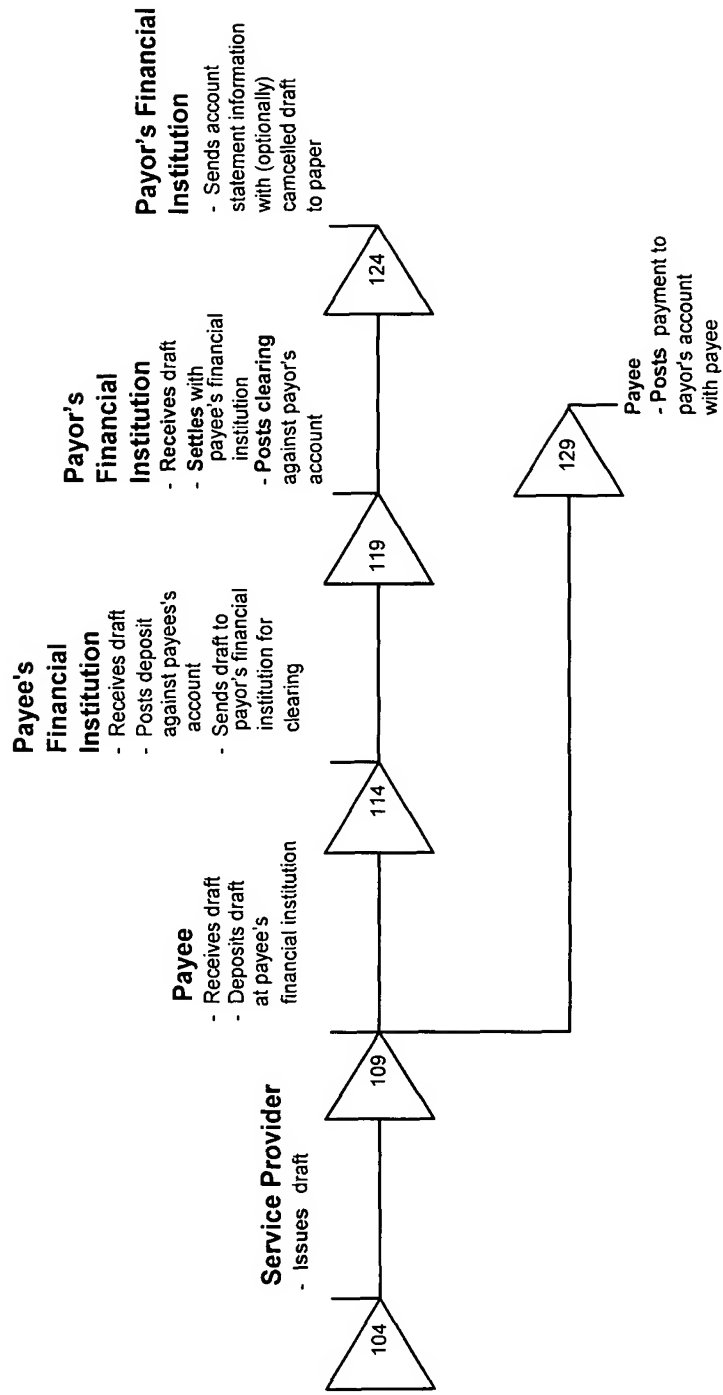 Service Provider
- Issues draft
104
Payee
- Receives draft
- Deposits draft
at payee's
financial institution
109
Payee's
Financial
Institution
- Receives draft
- Posts deposit
against payees's
account
- Sends draft to
payor's financial
institution for
clearing
114
Payor's
Financial
Institution
- Receives draft
- Settles with
payee's financial
institution
- Posts clearing
against payor's
account
119
Payor's Financial
Institution
- Sends account
statement information
with (optionally)
camcelled draft
to paper
124
129
Payee
- Posts payment to
payor's account
with payee